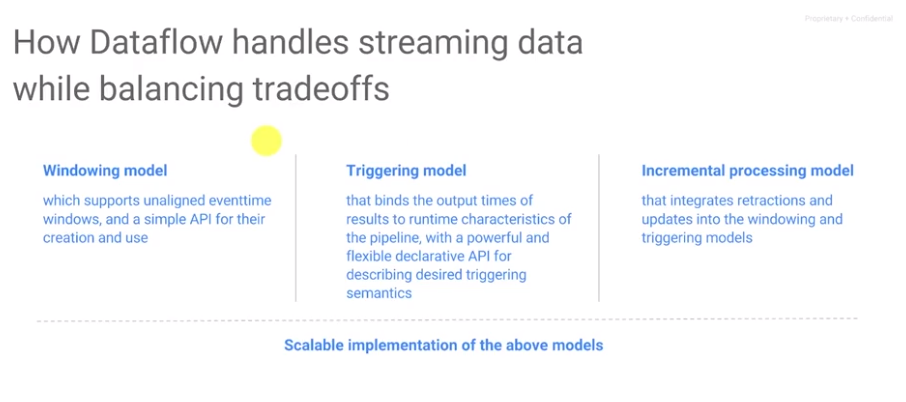 Proprietary + Confidential
How Dataflow handles streaming data
while balancing tradeoffs
Windowing model
which supports unaligned eventtime
windows, and a simple API for their
creation and use
Triggering model
that binds the output times of
results to runtime characteristics of
the pipeline, with a powerful and
flexible declarative API for
describing desired triggering
semantics
Incremental processing model
that integrates retractions and
updates into the windowing and
triggering models
Scalable implementation of the above models